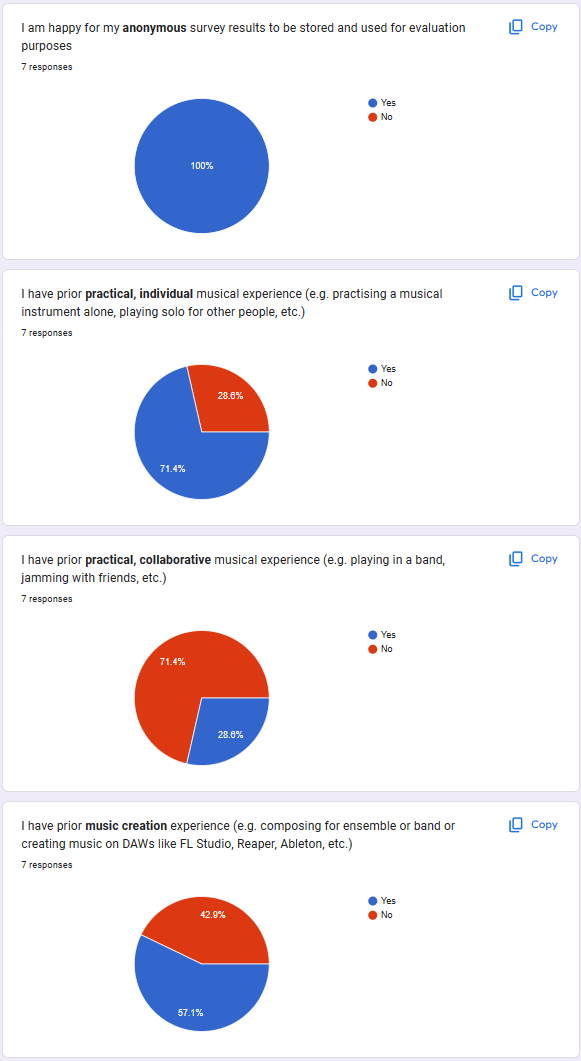 I am happy for my anonymous survey results to be stored and used for evaluation
purposes
Copy
7 responses
100%
Yes
No
I have prior practical, individual musical experience (e.g. practising a musical
instrument alone, playing solo for other people, etc.)
Copy
7 responses
28.6%
71.4%
Yes
No
I have prior practical, collaborative musical experience (e.g. playing in a band,
jamming with friends, etc.)
Copy
7 responses
71.4%
28.6%
Yes
No
I have prior music creation experience (e.g. composing for ensemble or band or
creating music on DAWs like FL Studio, Reaper, Ableton, etc.)
Copy
7 responses
42.9%
57.1%
Yes
No